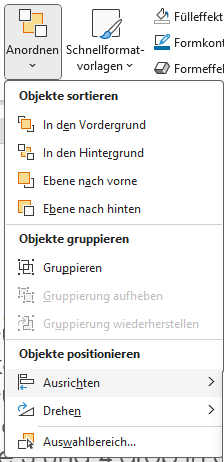 Anordnen
Schnellformat-
vorlagen
Fülleffekt
Formkont
Formeffek
Objekte sortieren
In den Vordergrund
In den Hintergrund
Ebene nach vorne
Ebene nach hinten
Objekte gruppieren
Gruppieren
Gruppierung aufheben
Gruppierung wiederherstellen
Objekte positionieren
Ausrichten
Drehen
Auswahlbereich...